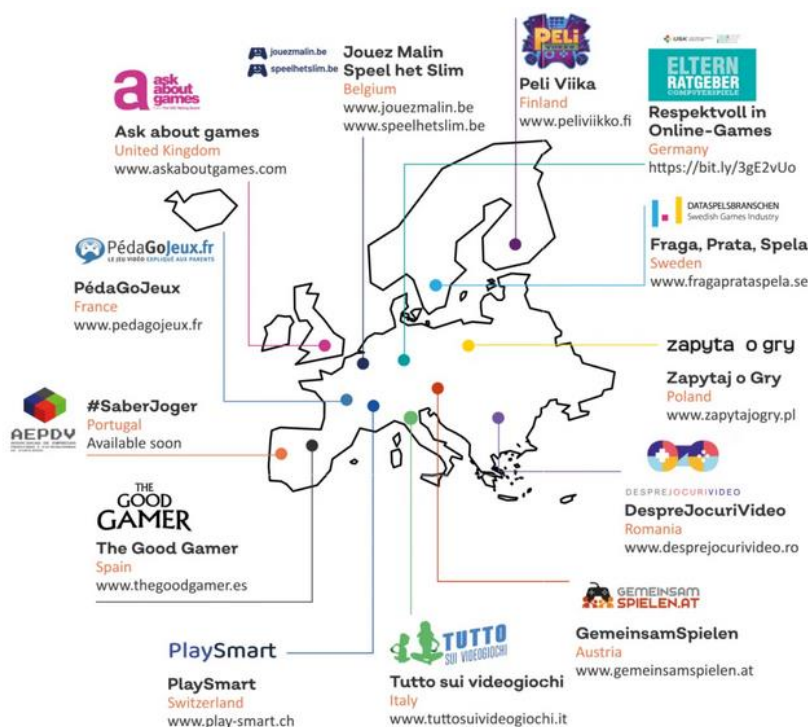 jouezmalin.be
speelhetslim.be
Jouez Malin
Speel het Slim
Belgium
www.jouezmalin.be
www.speelhetslim.be
PELI
Peli Viika
Finland
www.peliviikko.fi
USK
ELTERN
RATGEBER
COMPUTERSPIELE
Respektvoll in
Online-Games
Germany
https://bit.ly/3gE2vUo
a ask about games
Ask about games
United Kingdom
www.askaboutgames.com
DATASPELSBRANSCHEN
Swedish Games Industry
Fraga, Prata, Spela
Sweden
www.fragaprataspela.se
PédaGoJeux.fr
LE JEU VIDÉO EXPLIQUÉ AUX PARENTS
PédaGoJeux
France
www.pedagojeux.fr
zapyta o gry
Zapytaj o Gry
Poland
www.zapytajogry.pl
AEPDV
#SaberJoger
Portugal
Available soon
DESPREJOCURIVIDEO
DespreJocuriVideo
Romania
www.desprejocurivideo.ro
THE
GOOD
GAMER
The Good Gamer
Spain
www.thegoodgamer.es
GEMEINSAM
SPIELEN.AT
GemeinsamSpielen
Austria
www.gemeinsamspielen.at
PlaySmart
PlaySmart
Switzerland
www.play-smart.ch
TUTTO
SUI VIDEOGIOCHI
Tutto sui videogiochi
Italy
www.tuttosuivideogiochi.it